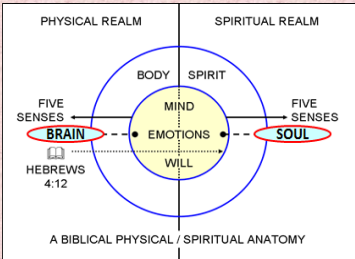 PHYSICAL REALM
SPIRITUAL REALM
BODY
SPIRIT
FIVE
SENSES
MIND
FIVE
SENSES
BRAIN
EMOTIONS
SOUL
WILL
HEBREWS
4:12
A BIBLICAL PHYSICAL / SPIRITUAL ANATOMY